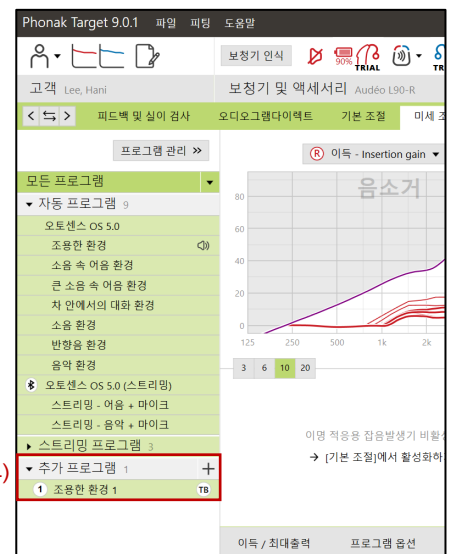 Phonak Target 9.0.1 파일 피팅 도움말
보청기 인식 90% TRIAL
고객 Lee, Hani 보청기 및 액세서리 Audéo L90-R
피드백 및 실이 검사 오디오그램다이렉트 기본 조절 미세
프로그램 관리 >>
R 이득 - Insertion gain
모든 프로그램
음소거
자동 프로그램 9
오토센스 OS 5.0
조용한 환경
소음 속 어음 환경
큰 소음 속 어음 환경
차 안에서의 대화 환경
소음 환경
반향음 환경
음악 환경
오토센스 OS 5.0 (스트리밍)
스트리밍 - 어음 + 마이크
스트리밍 - 음악 + 마이크
스트리밍 프로그램 3
추가 프로그램 1 +
1 조용한 환경 1 TB
80
60
40
20
0
125 250 500 1k 2k
3 6 10 20
이명 적응용 잡음발생기 비활
→ [기본 조절]에서 활성화하
이득 / 최대출력 프로그램 옵션